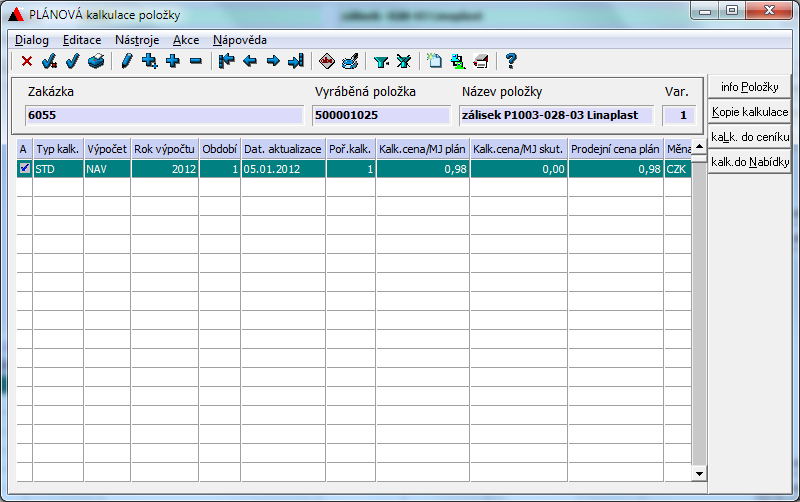 PLÁNOVÁ kalkulace položky
Dialog Editace Nástroje Akce Nápověda
Zakázka Vyráběná položka Název položky Var.
6055 500001025 zálisek P1003-028-03 Linaplast 1
info Položky
Kopie kalkulace
kaLk. do ceníku
kalk.do Nabídky
A Typ kalk. Výpočet Rok výpočtu Období Dat. aktualizace Poř.kalk. Kalk.cena/MJ plán Kalk.cena/MJ skut. Prodejní cena plán Měna
STD NAV 2012 1 05.01.2012 1 0,98 0,00 0,98 CZK